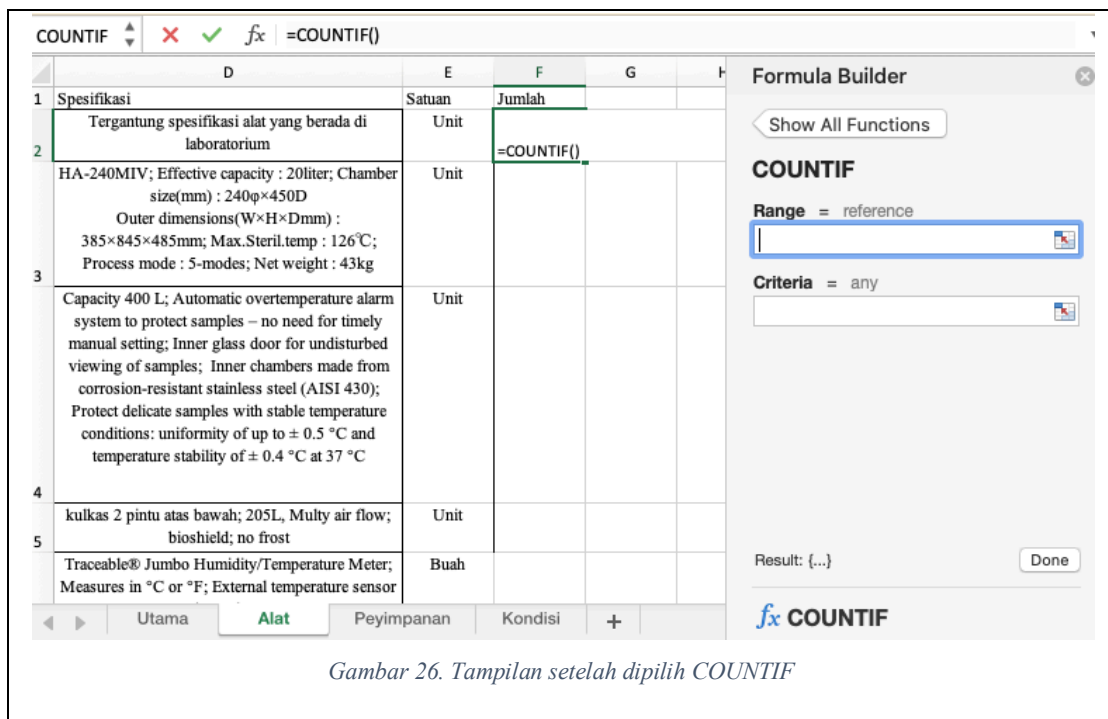 COUNTIF fx =COUNTIF()
D E F G H
1 Spesifikasi Satuan Jumlah
Tergantung spesifikasi alat yang berada di Unit
laboratorium
2 =COUNTIF()
HA-240MIV; Effective capacity : 20liter; Chamber Unit
size(mm) : 240φ×450D
Outer dimensions(W×H×Dmm) :
385×845×485mm; Max.Steril.temp : 126℃;
Process mode : 5-modes; Net weight : 43kg
3
Capacity 400 L; Automatic overtemperature alarm Unit
system to protect samples – no need for timely
manual setting; Inner glass door for undisturbed
viewing of samples; Inner chambers made from
corrosion-resistant stainless steel (AISI 430);
Protect delicate samples with stable temperature
conditions: uniformity of up to ± 0.5 °C and
temperature stability of ± 0.4 °C at 37 °C
4
kulkas 2 pintu atas bawah; 205L, Multy air flow; Unit
bioshield; no frost
5
Traceable® Jumbo Humidity/Temperature Meter; Buah
Measures in °C or °F; External temperature sensor
Utama Alat Peyimpanan Kondisi +
Formula Builder
Show All Functions
COUNTIF
Range = reference
Criteria = any
Result: {...} Done
fx COUNTIF
Gambar 26. Tampilan setelah dipilih COUNTIF